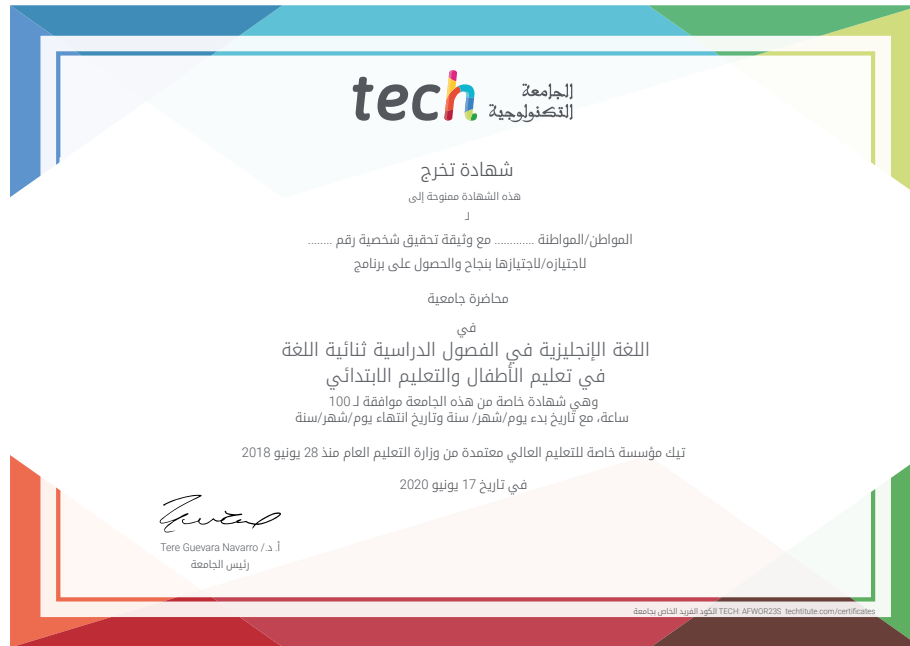 tech الجامعة
التكنولوجية
شهادة تخرج
هذه الشهادة ممنوحة إلى
لـ
المواطن/المواطنة ............ مع وثيقة تحقيق شخصية رقم ........
لاجتيازه/لاجتيازها بنجاح والحصول على برنامج
محاضرة جامعية
في
اللغة الإنجليزية في الفصول الدراسية ثنائية اللغة
في تعليم الأطفال والتعليم الابتدائي
وهي شهادة خاصة من هذه الجامعة موافقة لـ 100
ساعة، مع تاريخ بدء يوم/شهر/ سنة وتاريخ انتهاء يوم/شهر/سنة
تيك مؤسسة خاصة للتعليم العالي معتمدة من وزارة التعليم العام منذ 28 يونيو 2018
في تاريخ 17 يونيو 2020
أ. د./ Tere Guevara Navarro
رئيس الجامعة
الكود الفريد الخاص بجامعة TECH: AFWOR23S techtitute.com/certificates